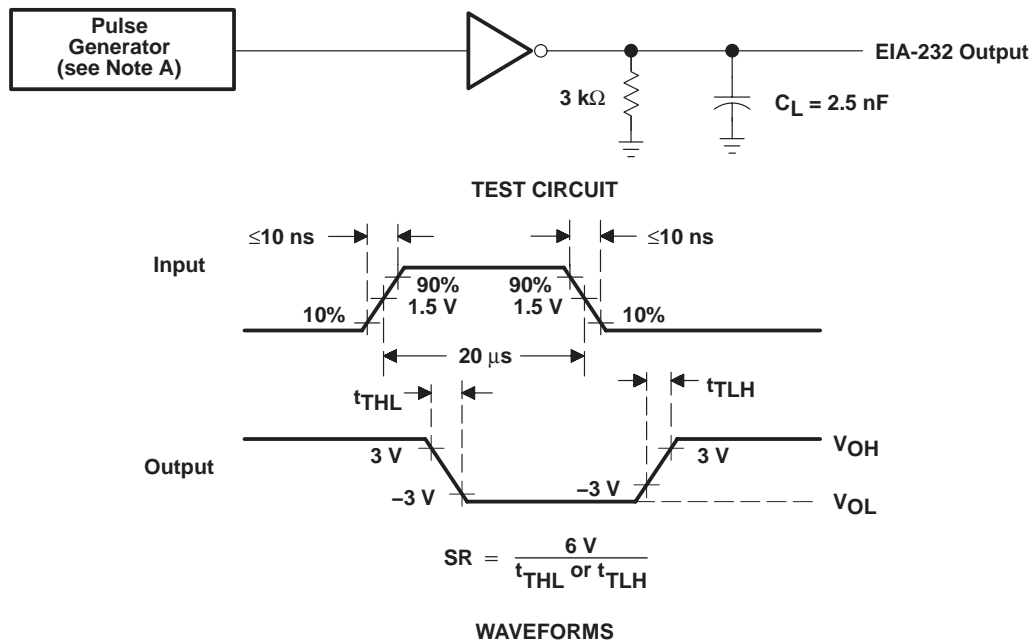 Pulse
Generator
(see Note A)
EIA-232 Output
3 kΩ
CL = 2.5 nF
TEST CIRCUIT
≤10 ns
≤10 ns
Input
90%
90%
1.5 V
1.5 V
10%
10%
20 μs
tTHL
tTLH
Output
3 V
3 V
VOH
–3 V
–3 V
VOL
SR = 6 V
tTHL or tTLH
WAVEFORMS